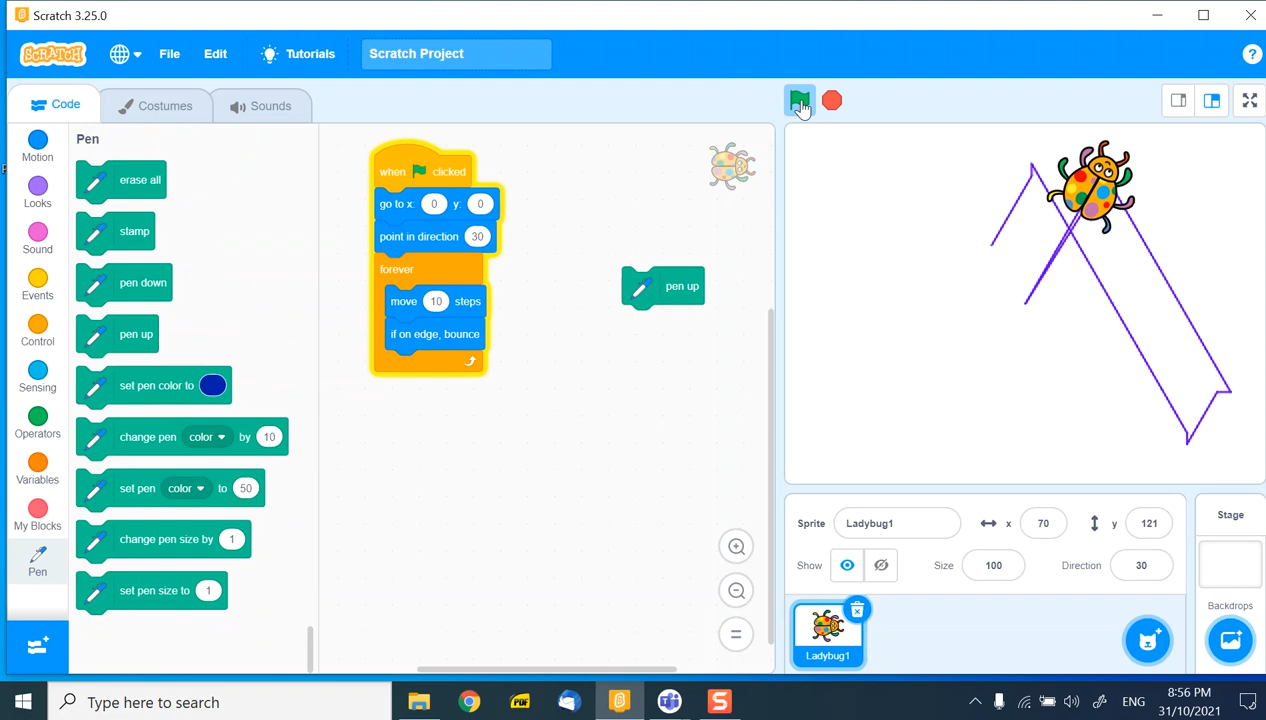 Scratch 3.25.0
SCRATCH File Edit Tutorials Scratch Project ?
Code Costumes Sounds
Motion
Looks
Sound
Events
Control
Sensing
Operators
Variables
My Blocks
Pen
Pen
erase all
stamp
pen down
pen up
set pen color to
change pen color by 10
set pen color to 50
change pen size by 1
set pen size to 1
when clicked
go to x: 0 y: 0
point in direction 30
forever
move 10 steps
if on edge, bounce
pen up
Sprite Ladybug1 x 70 y 121
Show Size 100 Direction 30
Ladybug1
Stage
Backdrops
Type here to search
PDF
S
ENG
8:56 PM
31/10/2021